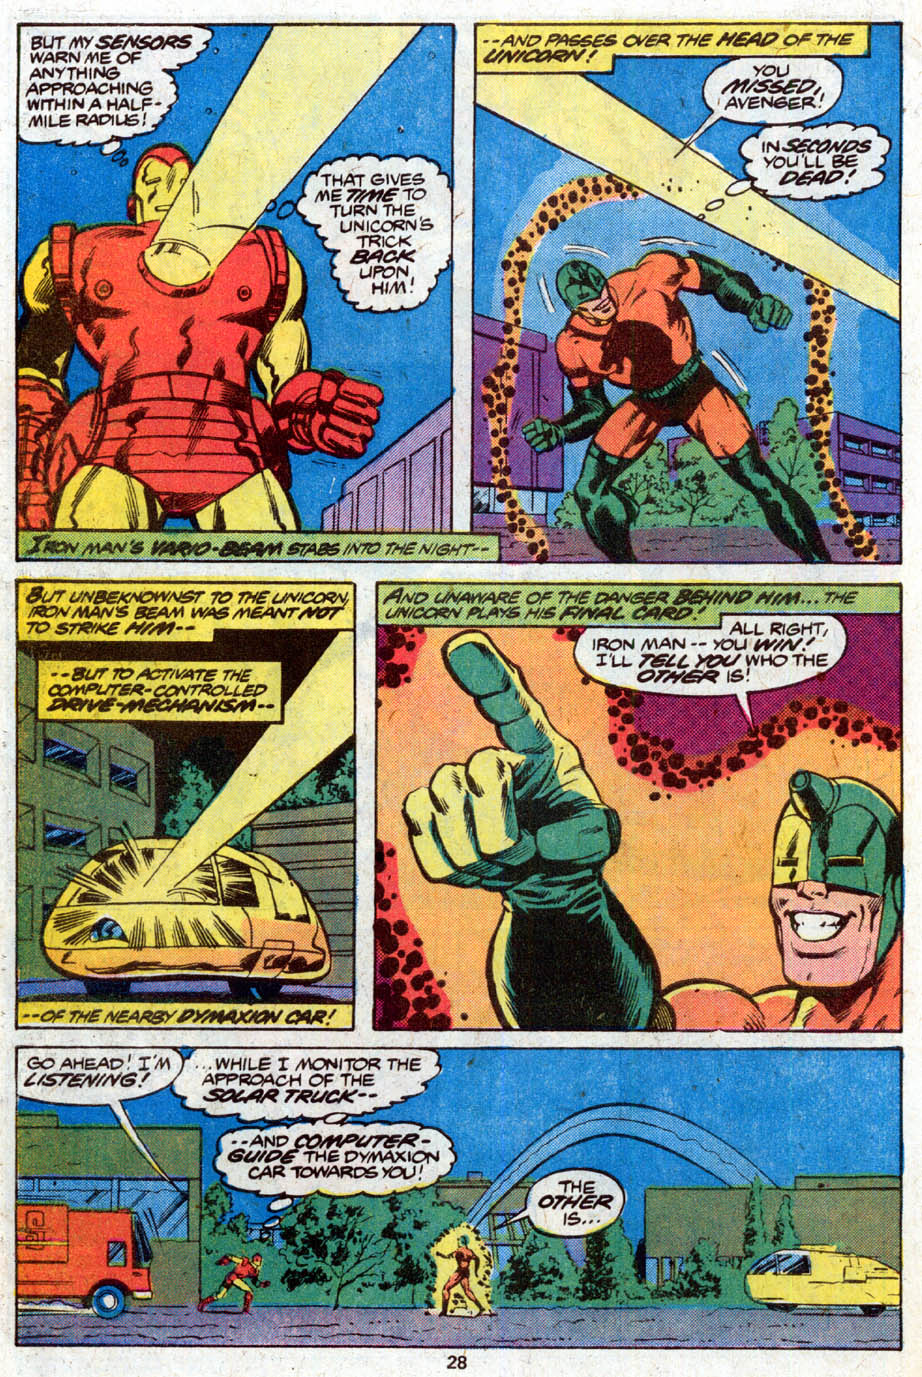 BUT MY SENSORS
WARN ME OF
ANYTHING
APPROACHING
WITHIN A HALF-
MILE RADIUS!
THAT GIVES
ME TIME TO
TURN THE
UNICORN'S
TRICK
BACK
UPON
HIM!
IRON MAN'S VARIO-BEAM STABS INTO THE NIGHT--
--AND PASSES OVER THE HEAD OF THE
UNICORN!
YOU
MISSED,
AVENGER!
IN SECONDS
YOU'LL BE
DEAD!
BUT UNBEKNOWNST TO THE UNICORN,
IRON MAN'S BEAM WAS MEANT NOT
TO STRIKE HIM--
--BUT TO ACTIVATE THE
COMPUTER-CONTROLLED
DRIVE-MECHANISM--
--OF THE NEARBY DYMAXION CAR!
AND UNAWARE OF THE DANGER BEHIND HIM... THE
UNICORN PLAYS HIS FINAL CARD!
ALL RIGHT,
IRON MAN--YOU WIN!
I'LL TELL YOU WHO THE
OTHER IS!
GO AHEAD! I'M
LISTENING!
...WHILE I MONITOR THE
APPROACH OF THE
SOLAR TRUCK--
--AND COMPUTER-
GUIDE THE DYMAXION
CAR TOWARDS YOU!
THE
OTHER
IS...
28